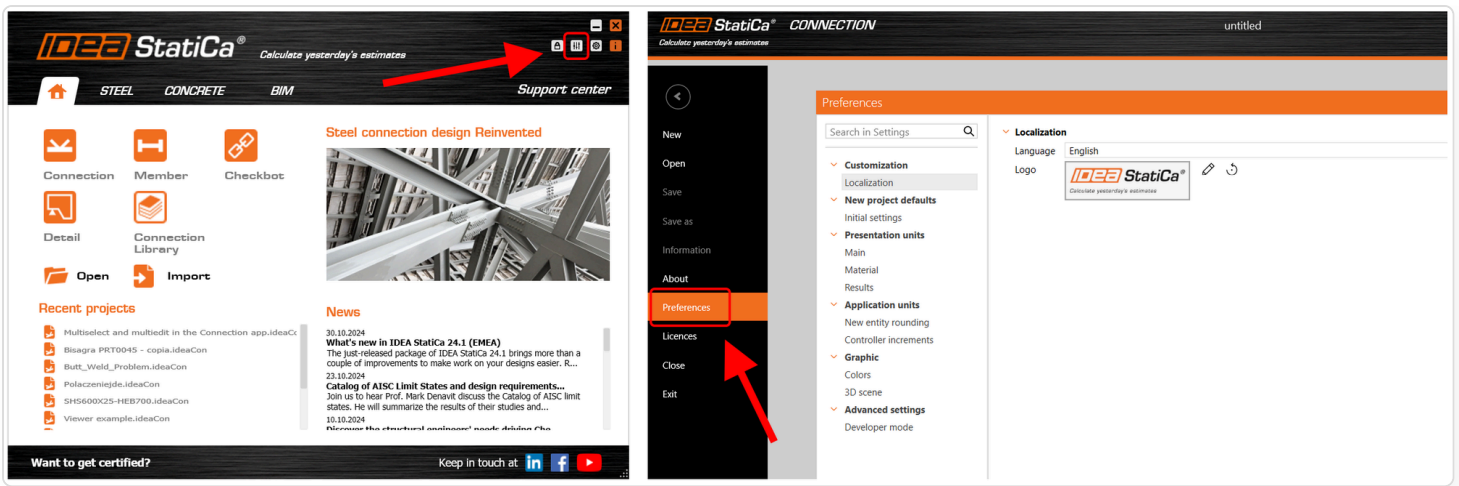 IDEA StatiCa®
Calculate yesterday's estimates
STEEL CONCRETE BIM Support center
Connection Member Checkbot
Detail Connection
Library
Open Import
Recent projects
Multiselect and multiedit in the Connection app.ideaCo
Bisagra PRT0045 - copia.ideaCon
Butt_Weld_Problem.ideaCon
Polaczeniejde.ideaCon
SHS600X25-HEB700.ideaCon
Viewer example.ideaCon
Steel connection design Reinvented
News
30.10.2024
What's new in IDEA StatiCa 24.1 (EMEA)
The just-released package of IDEA StatiCa 24.1 brings more than a
couple of improvements to make work on your designs easier. R...
23.10.2024
Catalog of AISC Limit States and design requirements...
Join us to hear Prof. Mark Denavit discuss the Catalog of AISC limit
states. He will summarize the results of their studies and...
10.10.2024
Discover the structural engineers' needs driving Che
Want to get certified? Keep in touch at
IDEA StatiCa® CONNECTION untitled
Calculate yesterday's estimates
New
Open
Save
Save as
Information
About
Preferences
Licences
Close
Exit
Preferences
Search in Settings
Customization
Localization
New project defaults
Initial settings
Presentation units
Main
Material
Results
Application units
New entity rounding
Controller increments
Graphic
Colors
3D scene
Advanced settings
Developer mode
Localization
Language English
Logo IDEA StatiCa®
Calculate yesterday's estimates